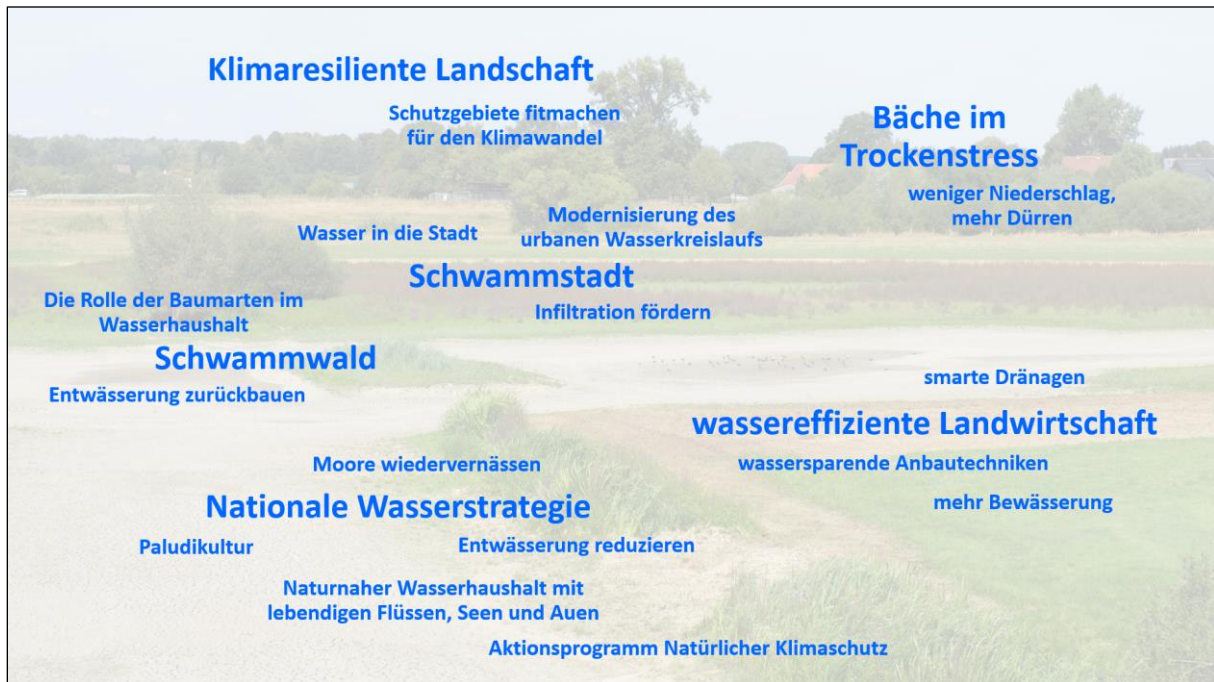 Klimaresiliente Landschaft
Schutzgebiete fitmachen
für den Klimawandel
Bäche im
Trockenstress
weniger Niederschlag,
mehr Dürren
Wasser in die Stadt
Modernisierung des
urbanen Wasserkreislaufs
Schwammstadt
Infiltration fördern
Die Rolle der Baumarten im
Wasserhaushalt
Schwammwald
Entwässerung zurückbauen
smarte Dränagen
wassereffiziente Landwirtschaft
wassersparende Anbautechniken
mehr Bewässerung
Moore wiedervernässen
Nationale Wasserstrategie
Paludikultur
Entwässerung reduzieren
Naturnaher Wasserhaushalt mit
lebendigen Flüssen, Seen und Auen
Aktionsprogramm Natürlicher Klimaschutz